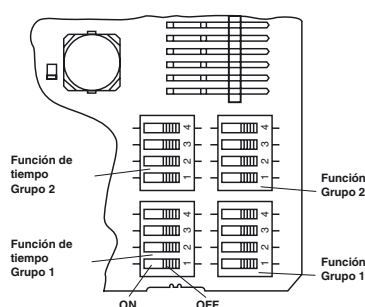 4
3
2
1
4
3
2
1
Función de
tiempo
Grupo 2
Función
Grupo 2
4
3
2
1
4
3
2
1
Función de
tiempo
Grupo 1
Función
Grupo 1
ON
OFF